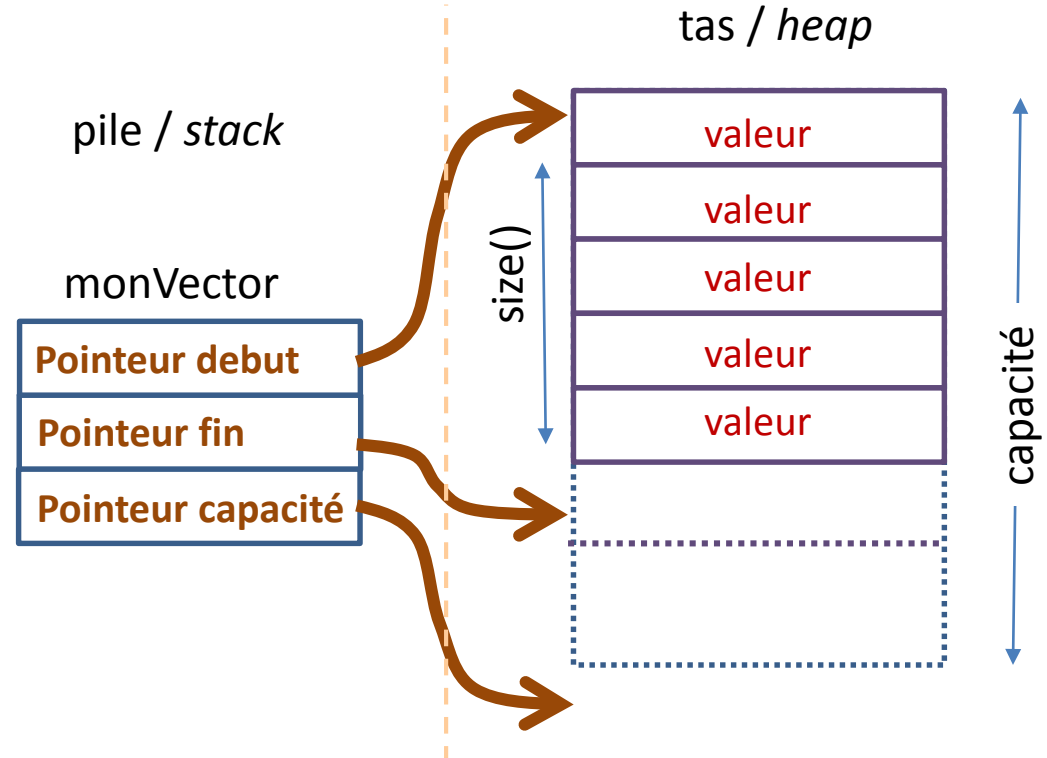 tas / heap
pile / stack
monVector
Pointeur debut
Pointeur fin
Pointeur capacité
size()
valeur
valeur
valeur
valeur
valeur
capacité